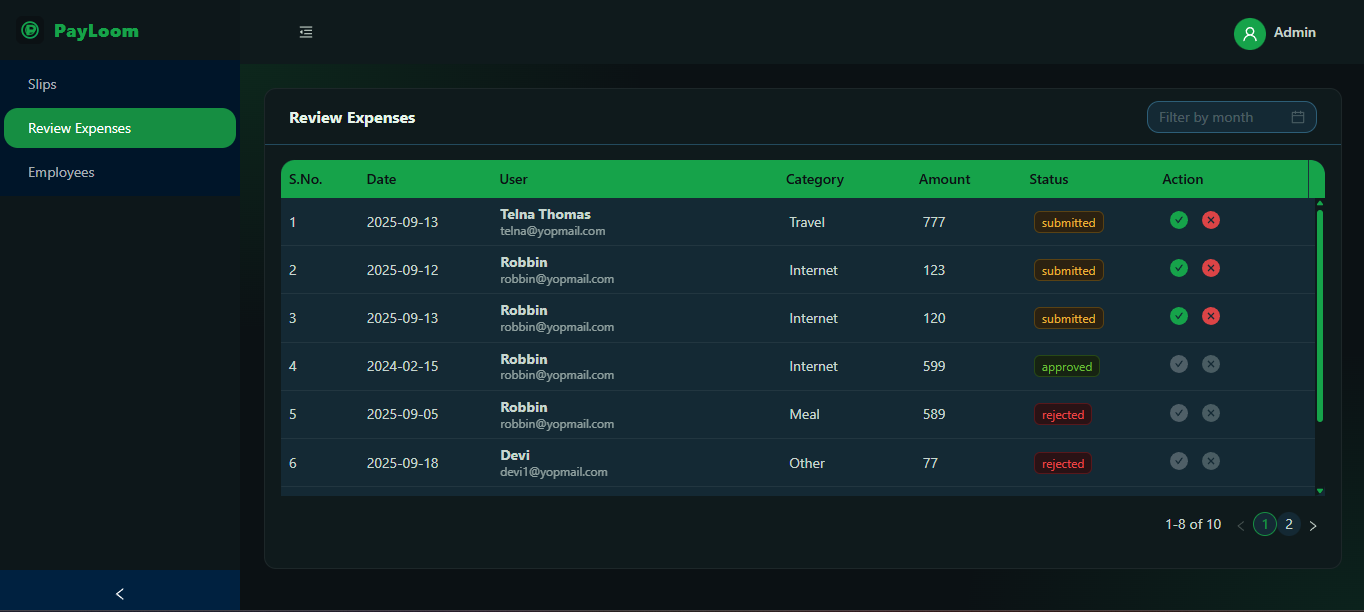 PayLoom
Admin
Slips
Review Expenses
Employees
Review Expenses
Filter by month
S.No. Date User Category Amount Status Action
1 2025-09-13 Telna Thomas Travel 777 submitted
telna@yopmail.com
2 2025-09-12 Robbin Internet 123 submitted
robbin@yopmail.com
3 2025-09-13 Robbin Internet 120 submitted
robbin@yopmail.com
4 2024-02-15 Robbin Internet 599 approved
robbin@yopmail.com
5 2025-09-05 Robbin Meal 589 rejected
robbin@yopmail.com
6 2025-09-18 Devi Other 77 rejected
devi1@yopmail.com
1-8 of 10 < 1 2 >
<